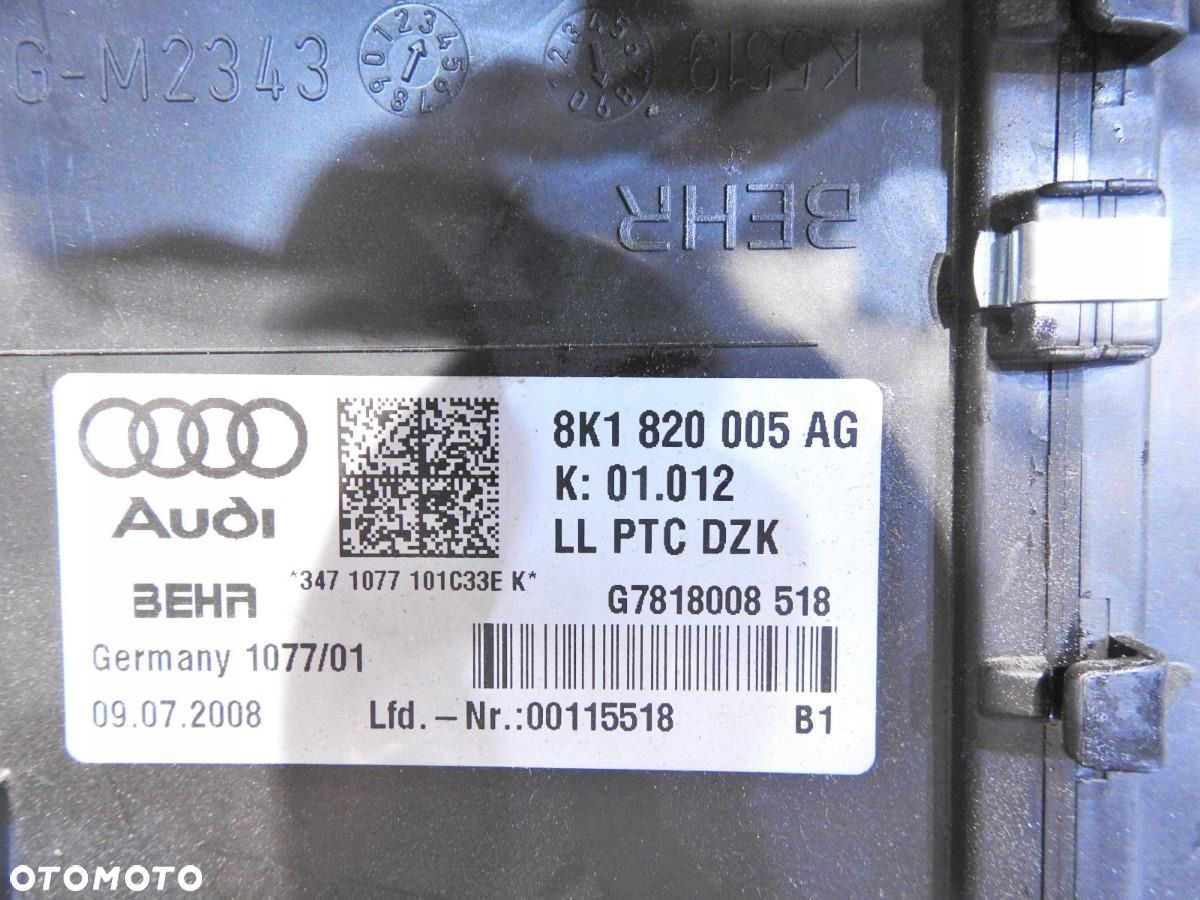 G-M2343
K5519
BEHR
8K1 820 005 AG
K: 01.012
LL PTC DZK
Audi
*347 1077 101C33E K*
BEHR
G7818008 518
Germany 1077/01
09.07.2008
Lfd. – Nr.:00115518
B1
OTOMOTO